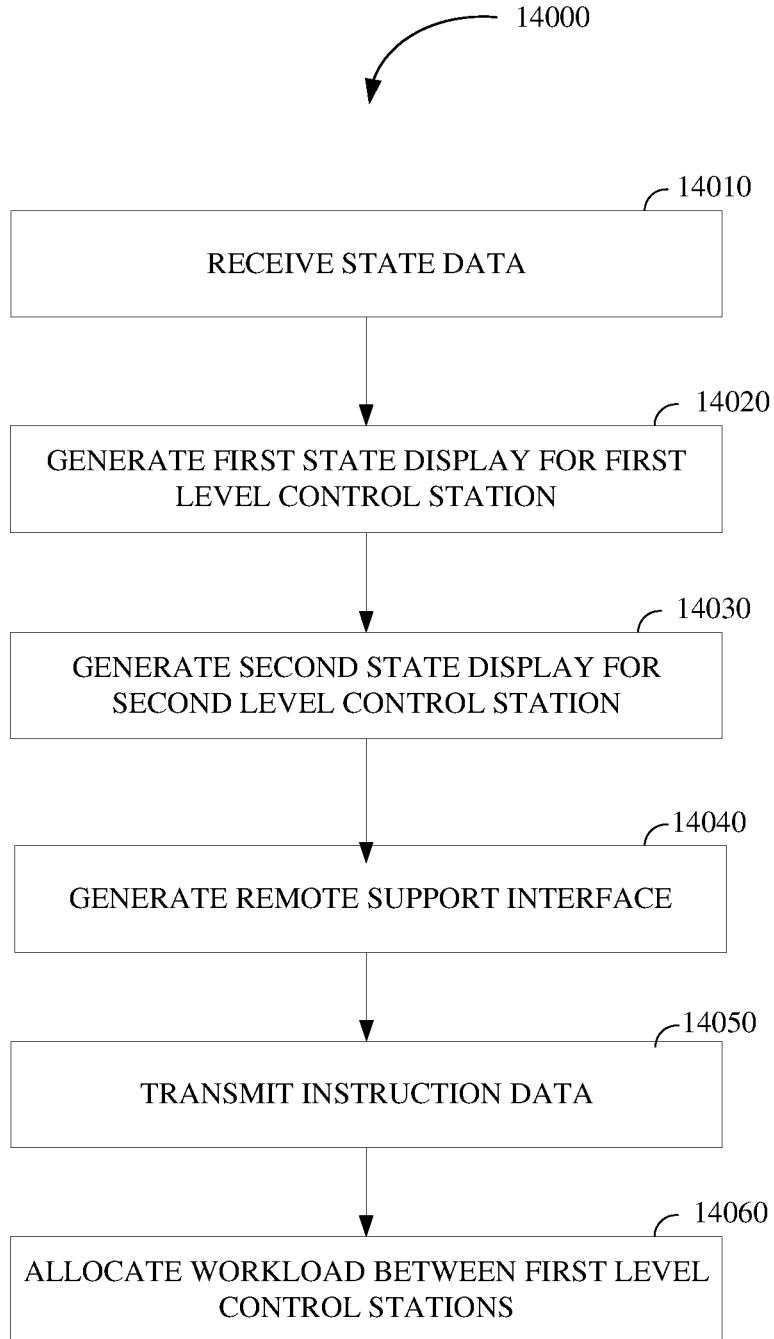 14000
14010
RECEIVE STATE DATA
14020
GENERATE FIRST STATE DISPLAY FOR FIRST
LEVEL CONTROL STATION
14030
GENERATE SECOND STATE DISPLAY FOR
SECOND LEVEL CONTROL STATION
14040
GENERATE REMOTE SUPPORT INTERFACE
14050
TRANSMIT INSTRUCTION DATA
14060
ALLOCATE WORKLOAD BETWEEN FIRST LEVEL
CONTROL STATIONS